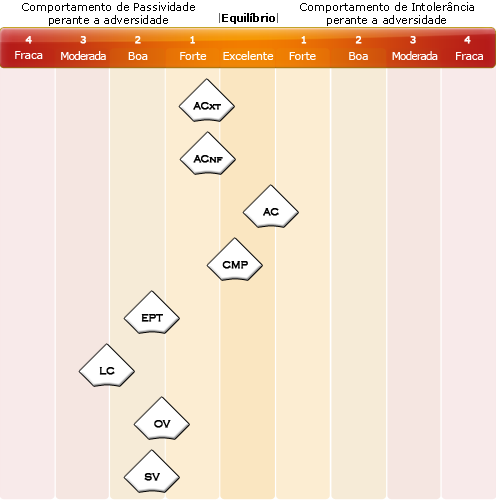 Comportamento de Passividade
perante a adversidade
|Equilíbrio|
Comportamento de Intolerância
perante a adversidade
4 3 2 1 1 2 3 4
Fraca Moderada Boa Forte Excelente Forte Boa Moderada Fraca
ACXT
ACNF
AC
CMP
EPT
LC
OV
SV